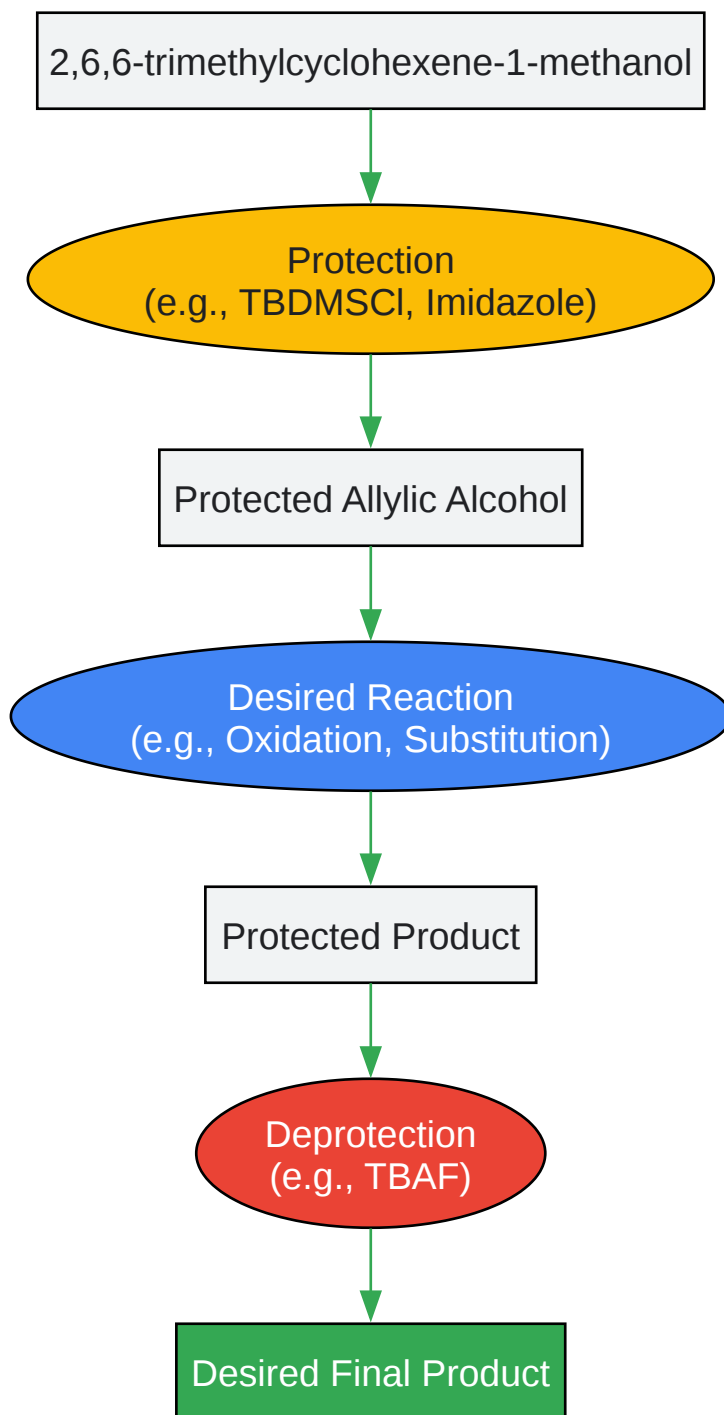 2,6,6-trimethylcyclohexene-1-methanol
Protection
(e.g., TBDMSCl, Imidazole)
Protected Allylic Alcohol
Desired Reaction
(e.g., Oxidation, Substitution)
Protected Product
Deprotection
(e.g., TBAF)
Desired Final Product